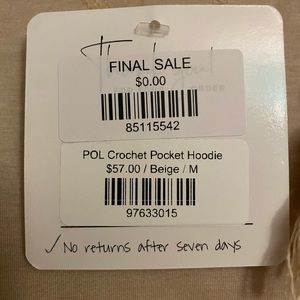 FINAL SALE
$0.00
85115542
POL Crochet Pocket Hoodie
$57.00 / Beige / M
97633015
✓ No returns after seven days